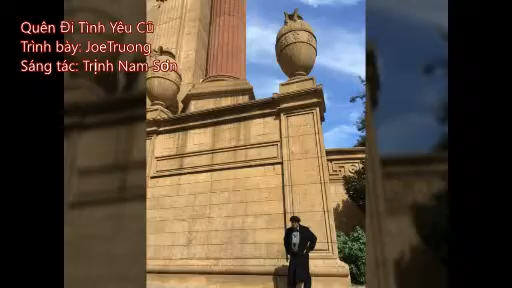 Quên Đi Tình Yêu Cũ
Trình bày: JoeTruong
Sáng tác: Trịnh Nam Sơn